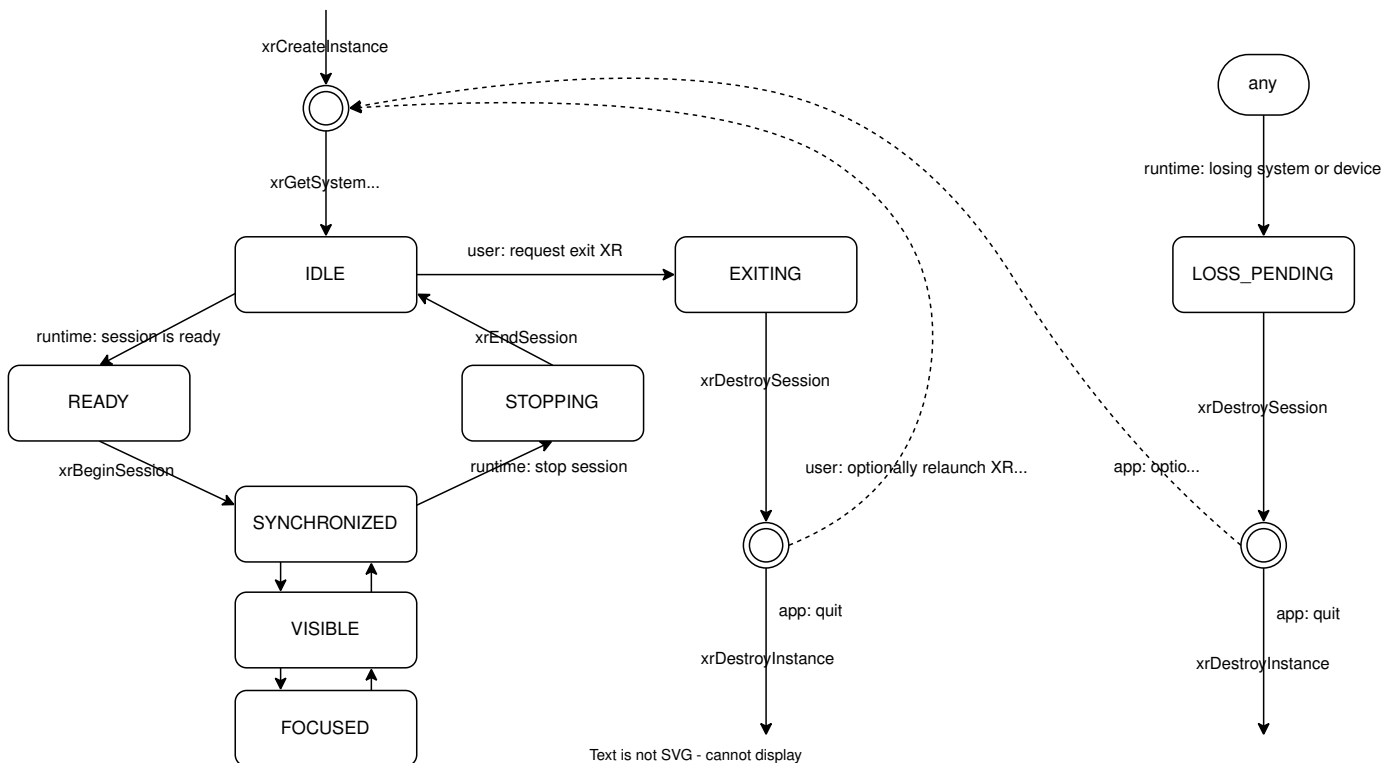 xrCreateInstance
any
runtime: losing system or device
xrGetSystem...
user: request exit XR
IDLE
EXITING
LOSS_PENDING
runtime: session is ready
xrEndSession
xrDestroySession
READY
STOPPING
xrDestroySession
xrBeginSession
runtime: stop session
user: optionally relaunch XR...
app: optio...
SYNCHRONIZED
VISIBLE
app: quit
app: quit
xrDestroyInstance
xrDestroyInstance
FOCUSED
Text is not SVG - cannot display